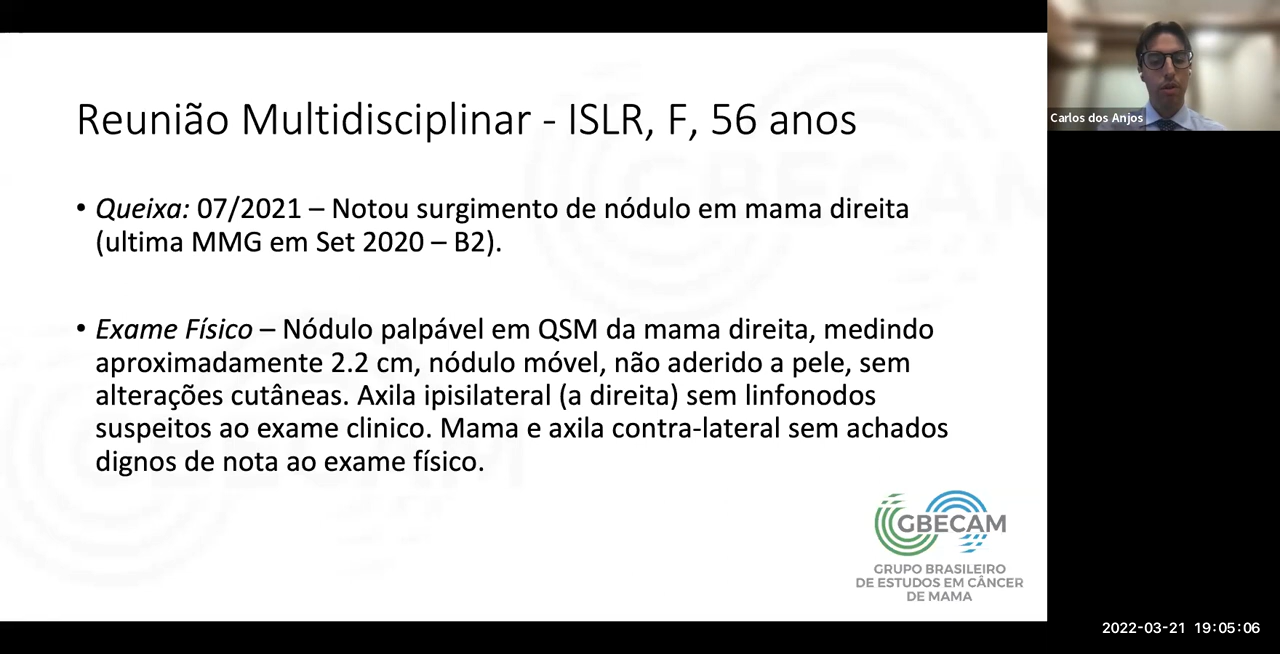 Reunião Multidisciplinar - ISLR, F, 56 anos
• Queixa: 07/2021 – Notou surgimento de nódulo em mama direita
(ultima MMG em Set 2020 – B2).
• Exame Físico – Nódulo palpável em QSM da mama direita, medindo
aproximadamente 2.2 cm, nódulo móvel, não aderido a pele, sem
alterações cutâneas. Axila ipisilateral (a direita) sem linfonodos
suspeitos ao exame clinico. Mama e axila contra-lateral sem achados
dignos de nota ao exame físico.
GBECAM
GRUPO BRASILEIRO
DE ESTUDOS EM CÂNCER
DE MAMA
Carlos dos Anjos
2022-03-21 19:05:06